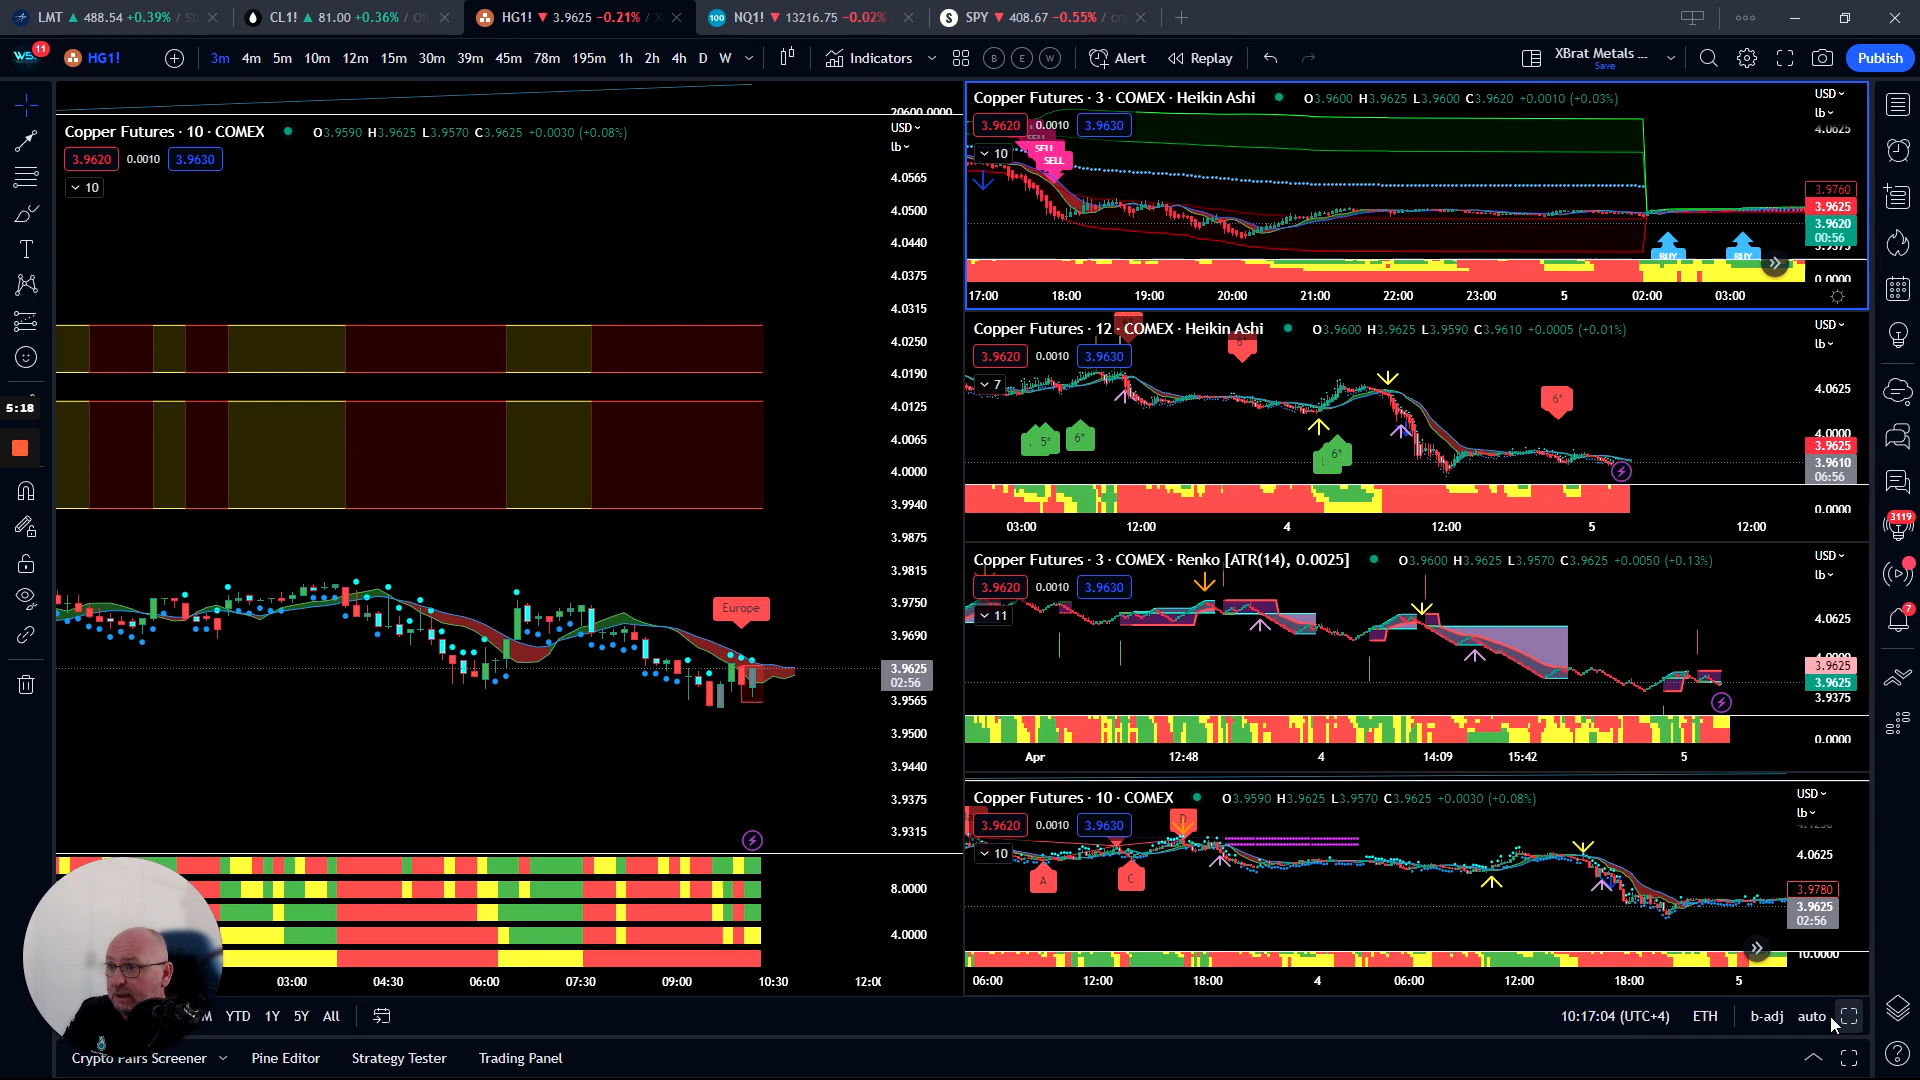 LMT ▲ 488.54 +0.39% / St
CL1! ▲ 81.00 +0.36% / Oil
HG1! ▼ 3.9625 −0.21% / X
100 NQ1! ▼ 13216.75 −0.02% /
S SPY ▼ 408.67 −0.55% / cr
11
HG1!
3m 4m 5m 10m 12m 15m 30m 39m 45m 78m 195m 1h 2h 4h D W
Indicators
B E W
Alert
Replay
XBrat Metals ...
Save
Publish
20600.0000
Copper Futures · 10 · COMEX
O3.9590 H3.9625 L3.9570 C3.9625 +0.0030 (+0.08%)
USD
lb
3.9620 0.0010 3.9630
10
4.0565
4.0500
4.0440
4.0375
4.0315
4.0250
4.0190
4.0125
4.0065
4.0000
3.9940
3.9875
3.9815
3.9750
3.9690
3.9625
02:56
3.9565
3.9500
3.9440
3.9375
3.9315
Europe
5:18
8.0000
4.0000
03:00 04:30 06:00 07:30 09:00 10:30 12:0
Copper Futures · 3 · COMEX · Heikin Ashi
O3.9600 H3.9625 L3.9600 C3.9620 +0.0010 (+0.03%)
USD
lb
4.0625
3.9620 0.0010 3.9630
10
SELL
SELL
SELL
3.9760
3.9625
3.9620
00:56
3.9375
BUY BUY
0.0000
17:00 18:00 19:00 20:00 21:00 22:00 23:00 5 02:00 03:00
Copper Futures · 12 · COMEX · Heikin Ashi
O3.9600 H3.9625 L3.9590 C3.9610 +0.0005 (+0.01%)
USD
lb
3.9620 0.0010 3.9630
7
6*
6*
6*
5*
6*
6*
4.0625
4.0000
3.9625
3.9610
06:56
0.0000
03:00 12:00 4 12:00 5 12:00
Copper Futures · 3 · COMEX · Renko [ATR(14), 0.0025]
O3.9600 H3.9625 L3.9570 C3.9625 +0.0050 (+0.13%)
USD
lb
3.9620 0.0010 3.9630
11
4.0625
4.0000
3.9625
3.9625
3.9375
0.0000
Apr 12:48 4 14:09 15:42 5
Copper Futures · 10 · COMEX
O3.9590 H3.9625 L3.9570 C3.9625 +0.0030 (+0.08%)
USD
lb
4.1250
3.9620 0.0010 3.9630
10
D
A
C
4.0625
3.9780
3.9625
02:56
10.0000
06:00 12:00 18:00 4 06:00 12:00 18:00 5
3119
7
M YTD 1Y 5Y All
10:17:04 (UTC+4) ETH b-adj auto
Crypto Pairs Screener Pine Editor Strategy Tester Trading Panel